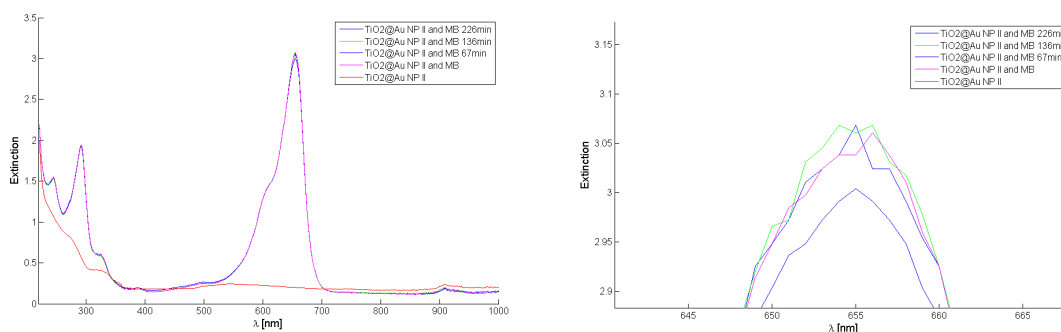 3.5
3
2.5
2
1.5
1
0.5
0
300
400
500
600
700
800
900
1000
Extinction
λ [nm]
TiO2@Au NP II and MB 226min
TiO2@Au NP II and MB 136min
TiO2@Au NP II and MB 67min
TiO2@Au NP II and MB
TiO2@Au NP II
3.15
3.1
3.05
3
2.95
2.9
645
650
655
660
665
Extinction
λ [nm]
TiO2@Au NP II and MB 226mi
TiO2@Au NP II and MB 136mi
TiO2@Au NP II and MB 67min
TiO2@Au NP II and MB
TiO2@Au NP II